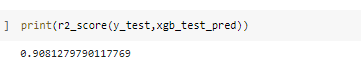 ] print(r2_score(y_test,xgb_test_pred))
0.9081279790117769